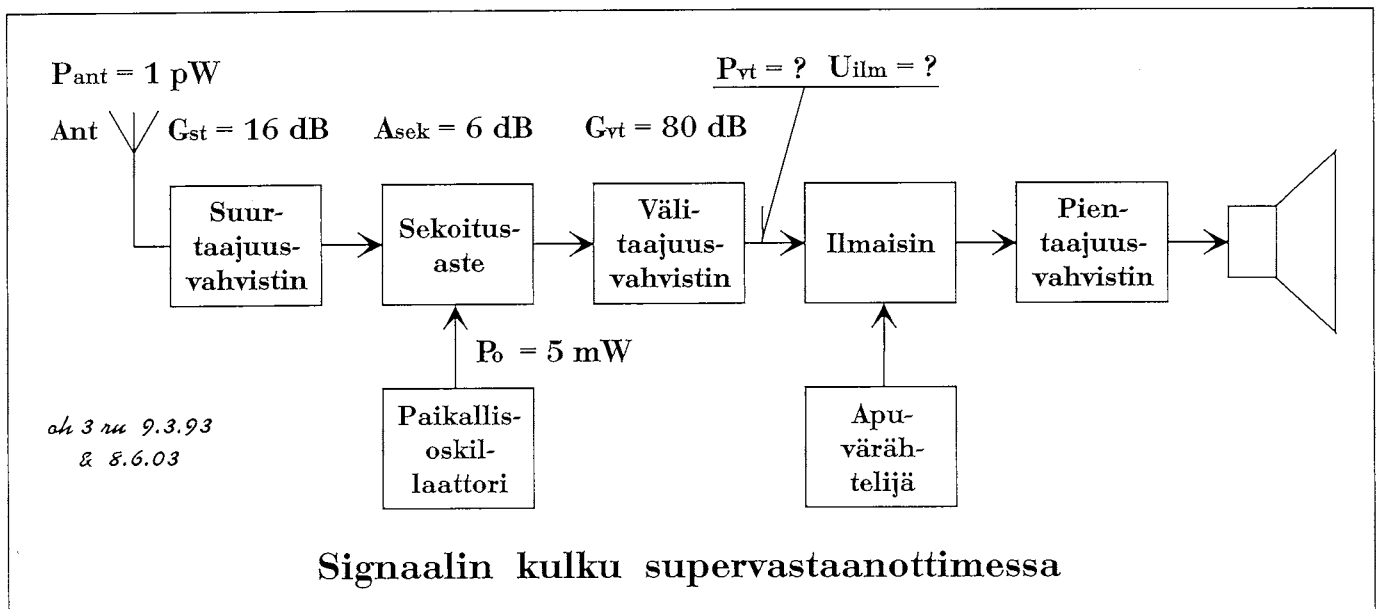 Pant = 1 pW
Pvt = ? Uilm = ?
Ant Gst = 16 dB Asek = 6 dB Gvt = 80 dB
Suur-
taajuus-
vahvistin
Sekoitus-
aste
Väli-
taajuus-
vahvistin
Ilmaisin
Pien-
taajuus-
vahvistin
Po = 5 mW
Paikallis-
oskil-
laattori
Apu-
väräh-
telijä
oh 3 ru 9.3.93
& 8.6.03
Signaalin kulku supervastaanottimessa